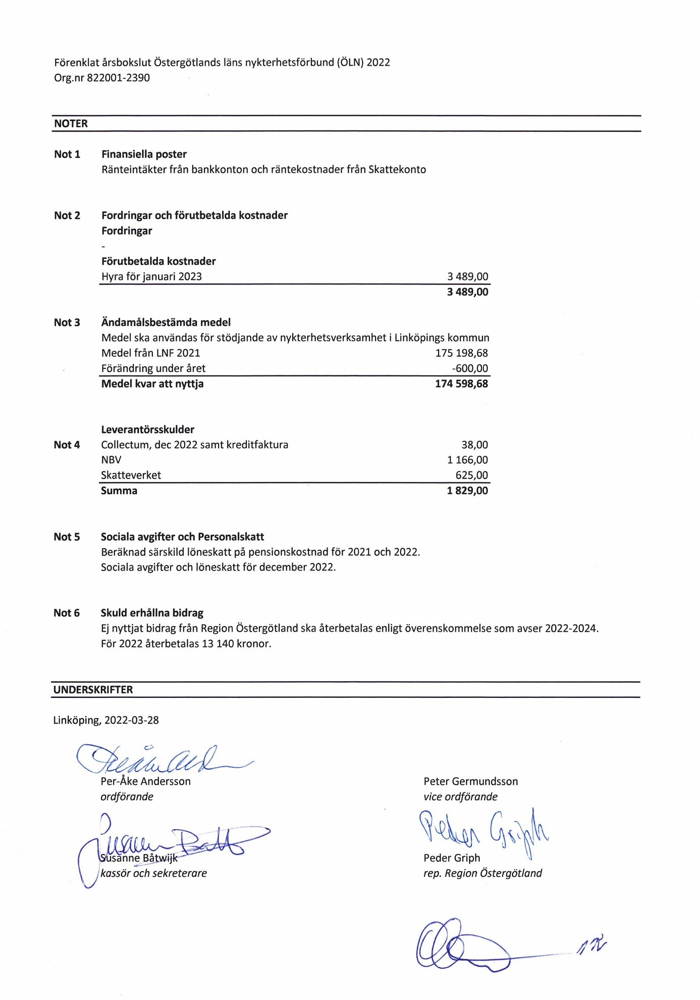 Förenklat årsbokslut Östergötlands läns nykterhetsförbund (ÖLN) 2022
Org.nr 822001-2390
NOTER
Not 1 Finansiella poster
Ränteintäkter från bankkonton och räntekostnader från Skattekonto
Not 2 Fordringar och förutbetalda kostnader
Fordringar
-
Förutbetalda kostnader
Hyra för januari 2023 3 489,00
3 489,00
Not 3 Ändamålsbestämda medel
Medel ska användas för stödjande av nykterhetsverksamhet i Linköpings kommun
Medel från LNF 2021 175 198,68
Förändring under året -600,00
Medel kvar att nyttja 174 598,68
Leverantörsskulder
Not 4 Collectum, dec 2022 samt kreditfaktura 38,00
NBV 1 166,00
Skatteverket 625,00
Summa 1 829,00
Not 5 Sociala avgifter och Personalskatt
Beräknad särskild löneskatt på pensionskostnad för 2021 och 2022.
Sociala avgifter och löneskatt för december 2022.
Not 6 Skuld erhållna bidrag
Ej nyttjat bidrag från Region Östergötland ska återbetalas enligt överenskommelse som avser 2022-2024.
För 2022 återbetalas 13 140 kronor.
UNDERSKRIFTER
Linköping, 2022-03-28
Per-Åke Andersson Peter Germundsson
ordförande vice ordförande
Peder Griph
Susanne Båtwijk Peder Griph
kassör och sekreterare rep. Region Östergötland